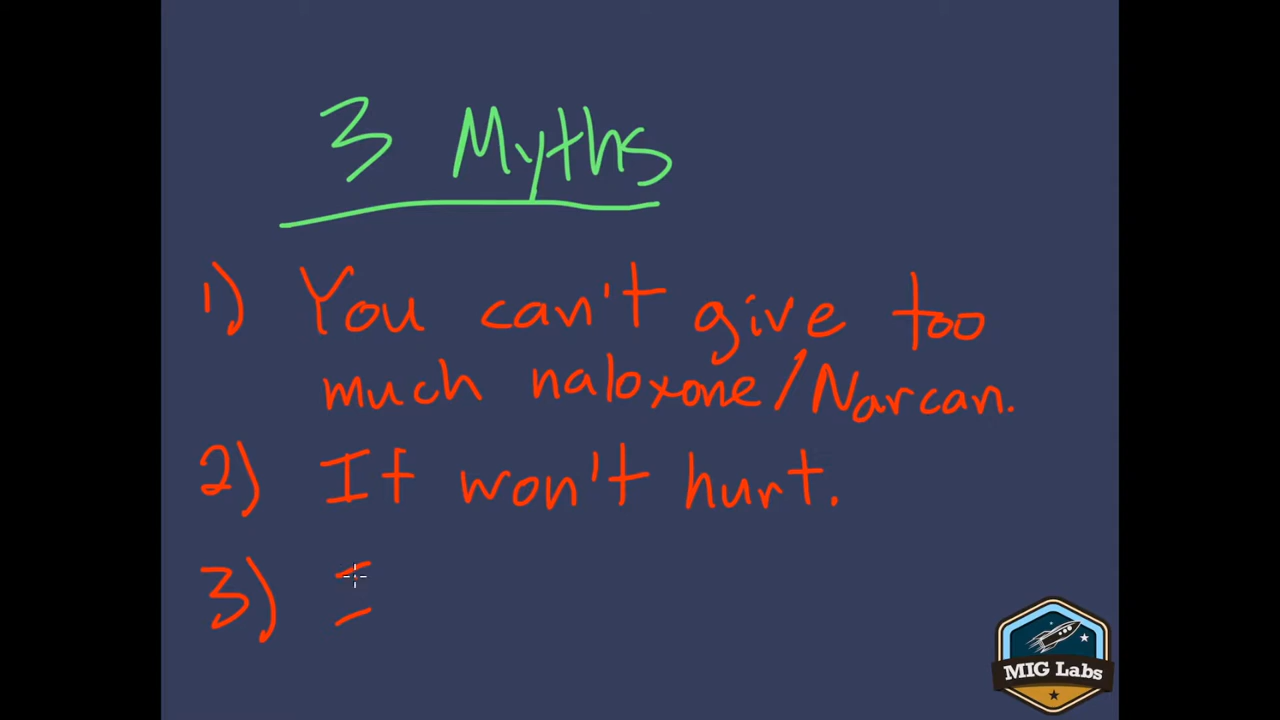 3 Myths
1) You can't give too
much naloxone/Narcan.
2) It won't hurt.
3)
MIG Labs